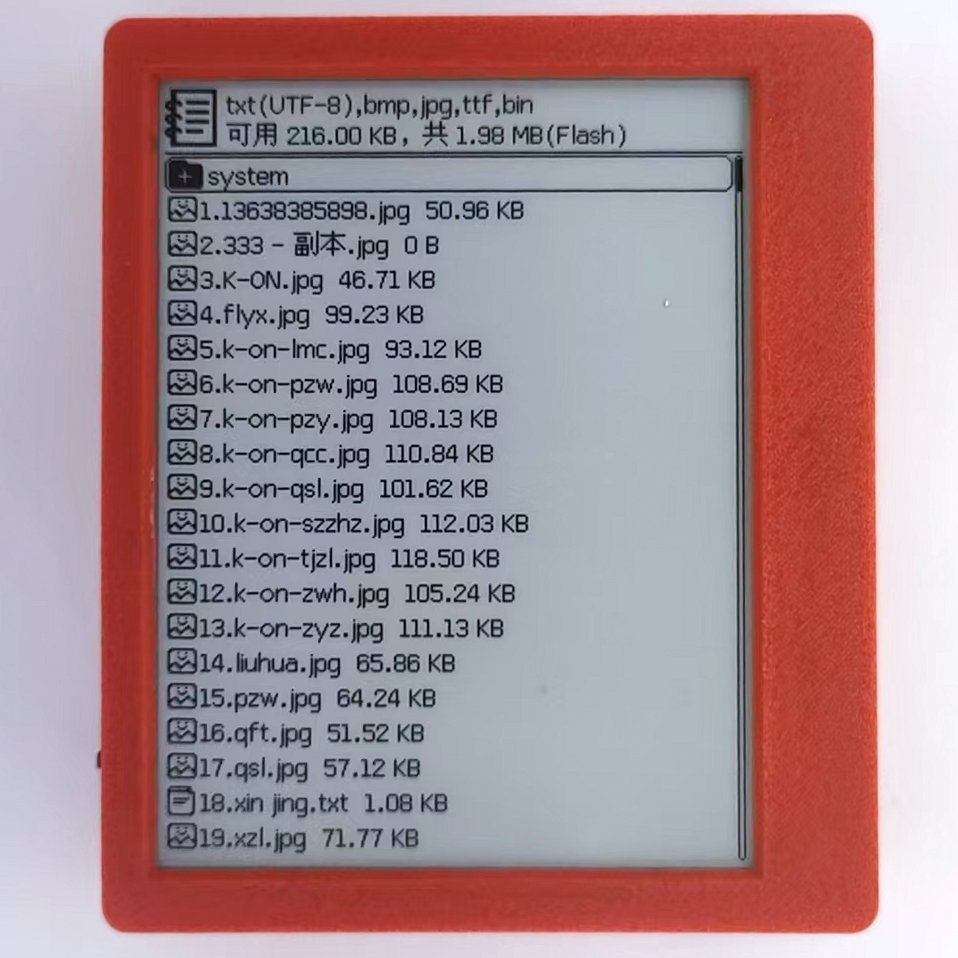 txt(UTF-8),bmp,jpg,ttf,bin
可用 216.00 KB，共 1.98 MB(Flash)
system
1.13638385898.jpg 50.96 KB
2.333 - 副本.jpg 0 B
3.K-ON.jpg 46.71 KB
4.flyx.jpg 99.23 KB
5.k-on-lmc.jpg 93.12 KB
6.k-on-pzw.jpg 108.69 KB
7.k-on-pzy.jpg 108.13 KB
8.k-on-qcc.jpg 110.84 KB
9.k-on-qsl.jpg 101.62 KB
10.k-on-szzhz.jpg 112.03 KB
11.k-on-tjzl.jpg 118.50 KB
12.k-on-zwh.jpg 105.24 KB
13.k-on-zyz.jpg 111.13 KB
14.liuhua.jpg 65.86 KB
15.pzw.jpg 64.24 KB
16.qft.jpg 51.52 KB
17.qsl.jpg 57.12 KB
18.xin jing.txt 1.08 KB
19.xzl.jpg 71.77 KB